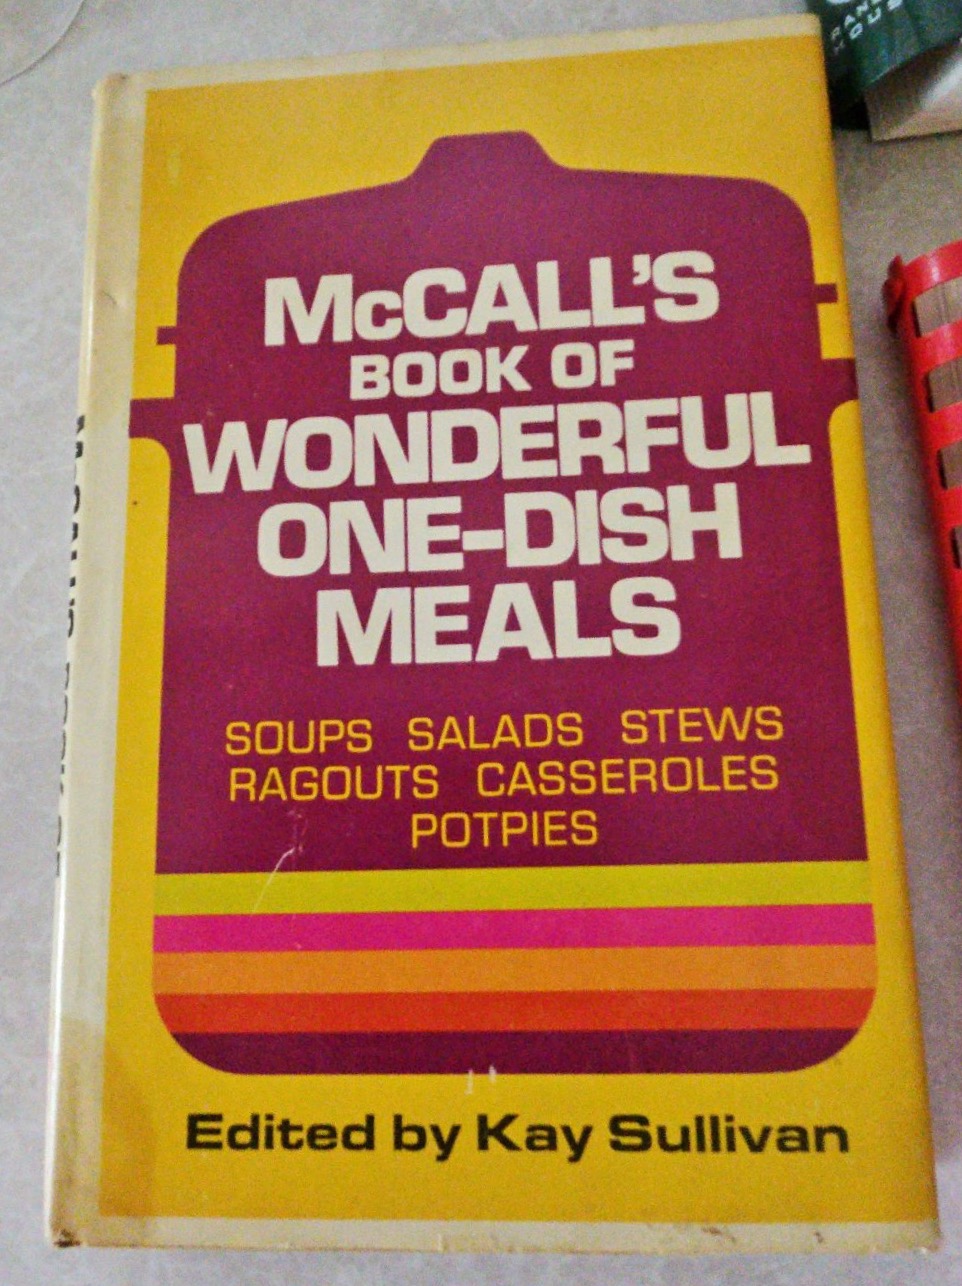 McCALL'S
BOOK OF
WONDERFUL
ONE-DISH
MEALS
SOUPS SALADS STEWS
RAGOUTS CASSEROLES
POTPIES
Edited by Kay Sullivan